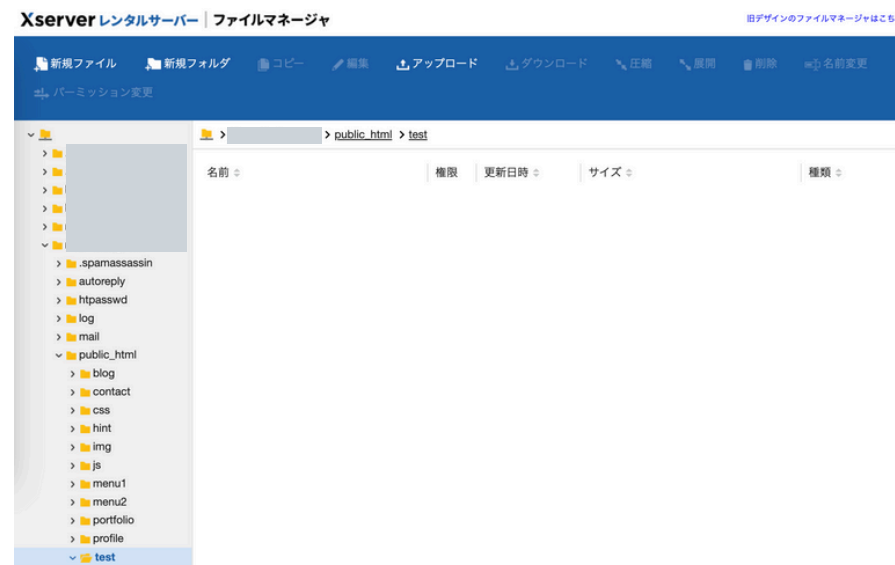 Xserver レンタルサーバー | ファイルマネージャ
旧デザインのファイルマネージャはこち
新規ファイル 新規フォルダ コピー 編集 アップロード ダウンロード 圧縮 展開 削除 名前変更
パーミッション変更
> public_html > test
名前 権限 更新日時 サイズ 種類
.spamassassin
autoreply
htpasswd
log
mail
public_html
blog
contact
css
hint
img
js
menu1
menu2
portfolio
profile
test